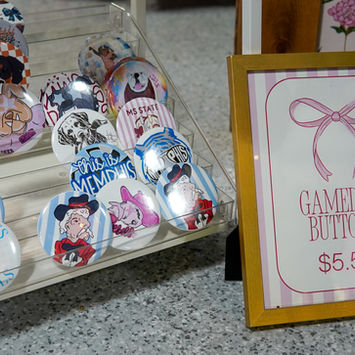 MS STATE
this is
MEMPHIS
GAMED
BUTTO
$5.5